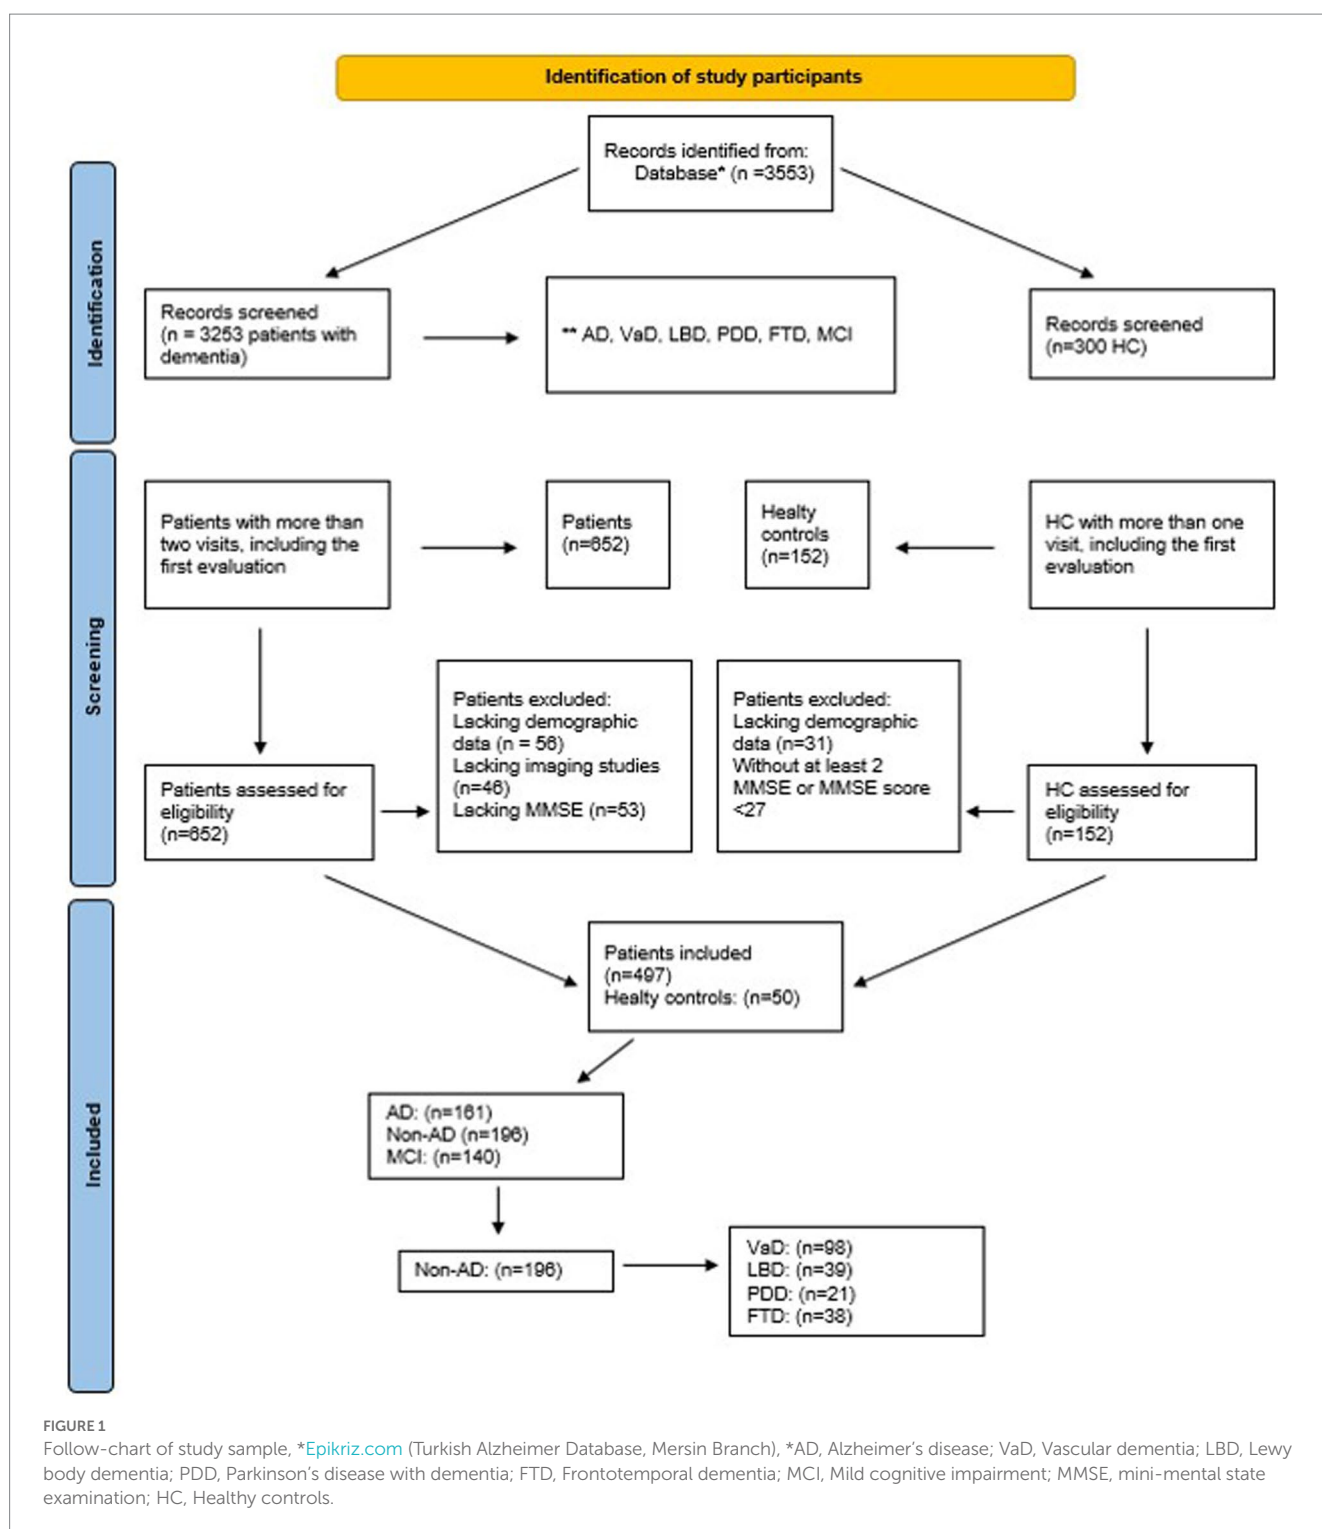 Identification of study participants
Records identified from:
Database* (n =3553)
Identification
Records screened
(n = 3253 patients with
dementia)
** AD, VaD, LBD, PDD, FTD, MCI
Records screened
(n=300 HC)
Screening
Patients with more than
two visits, including the
first evaluation
Patients
(n=652)
Healty
controls
(n=152)
HC with more than one
visit, including the first
evaluation
Patients excluded:
Lacking demographic
data (n = 56)
Lacking imaging studies
(n=46)
Lacking MMSE (n=53)
Patients excluded:
Lacking demographic
data (n=31)
Without at least 2
MMSE or MMSE score
<27
Patients assessed for
eligibility
(n=652)
HC assessed for
eligibility
(n=152)
Included
Patients included
(n=497)
Healty controls: (n=50)
AD: (n=161)
Non-AD (n=196)
MCI: (n=140)
Non-AD: (n=196)
VaD: (n=98)
LBD: (n=39)
PDD: (n=21)
FTD: (n=38)
FIGURE 1
Follow-chart of study sample, *Epikriz.com (Turkish Alzheimer Database, Mersin Branch), *AD, Alzheimer's disease; VaD, Vascular dementia; LBD, Lewy
body dementia; PDD, Parkinson's disease with dementia; FTD, Frontotemporal dementia; MCI, Mild cognitive impairment; MMSE, mini-mental state
examination; HC, Healthy controls.